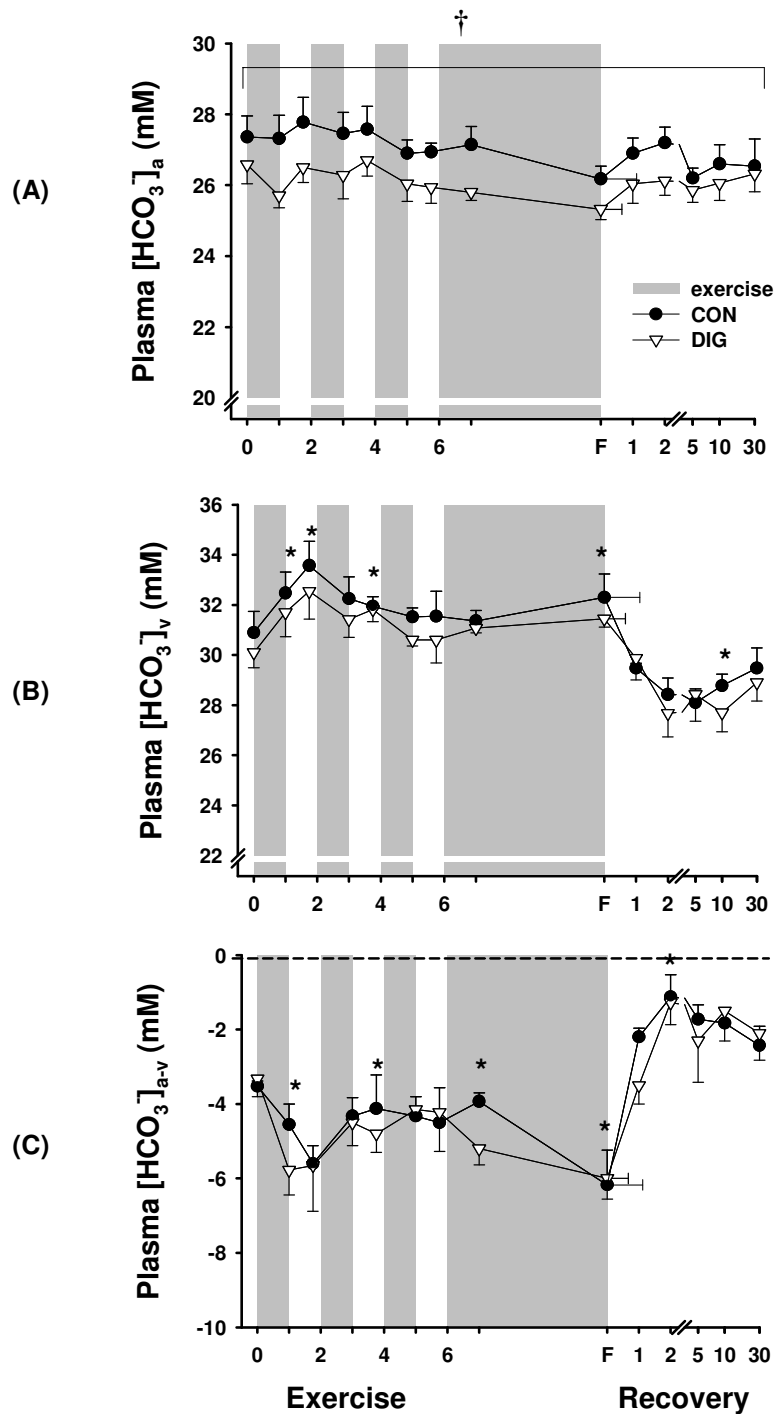 †
30
28
26
24
22
20
(A)
Plasma [HCO3]a (mM)
exercise
CON
DIG
0 2 4 6 F 1 2 5 10 30
36
34
32
30
28
26
24
22
(B)
Plasma [HCO3]v (mM)
* * * * *
0 2 4 6 F 1 2 5 10 30
0
-2
-4
-6
-8
-10
(C)
Plasma [HCO3]a-v (mM)
* * * * *
0 2 4 6 F 1 2 5 10 30
Exercise Recovery